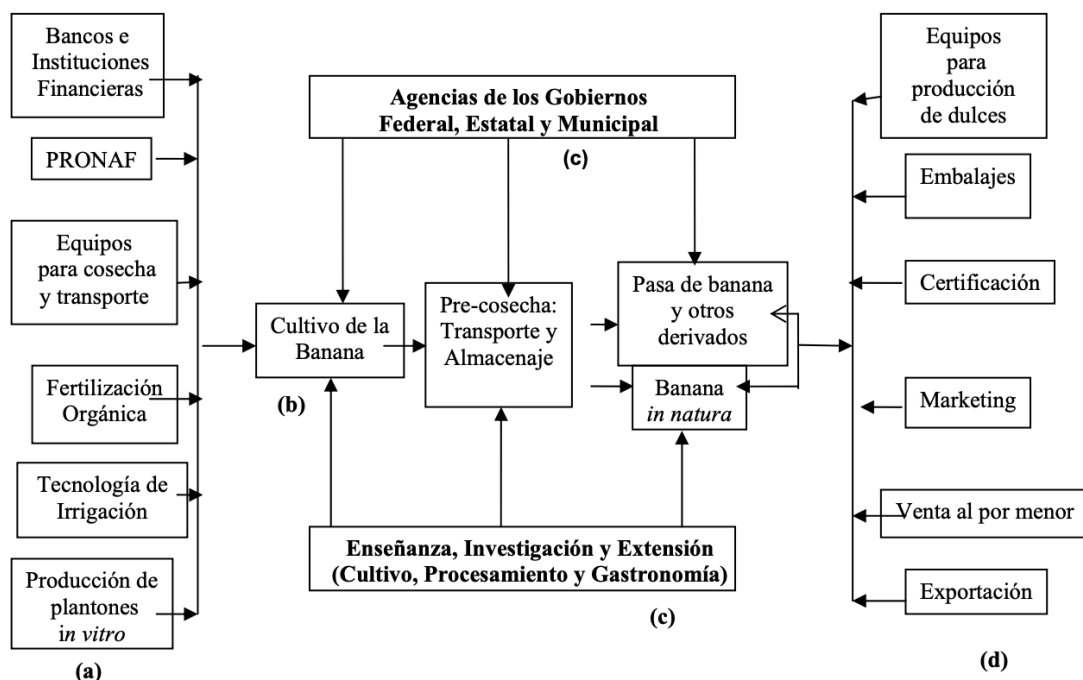 Bancos e
Instituciones
Financieras
PRONAF
Equipos
para cosecha
y transporte
Fertilización
Orgánica
Tecnología de
Irrigación
Producción de
plantones
in vitro
(a)
Agencias de los Gobiernos
Federal, Estatal y Municipal
(c)
Cultivo de la
Banana
(b)
Pre-cosecha:
Transporte y
Almacenaje
Pasa de banana
y otros
derivados
Banana
in natura
Enseñanza, Investigación y Extensión
(Cultivo, Procesamiento y Gastronomía)
(c)
Equipos
para
producción
de dulces
Embalajes
Certificación
Marketing
Venta al por menor
Exportación
(d)